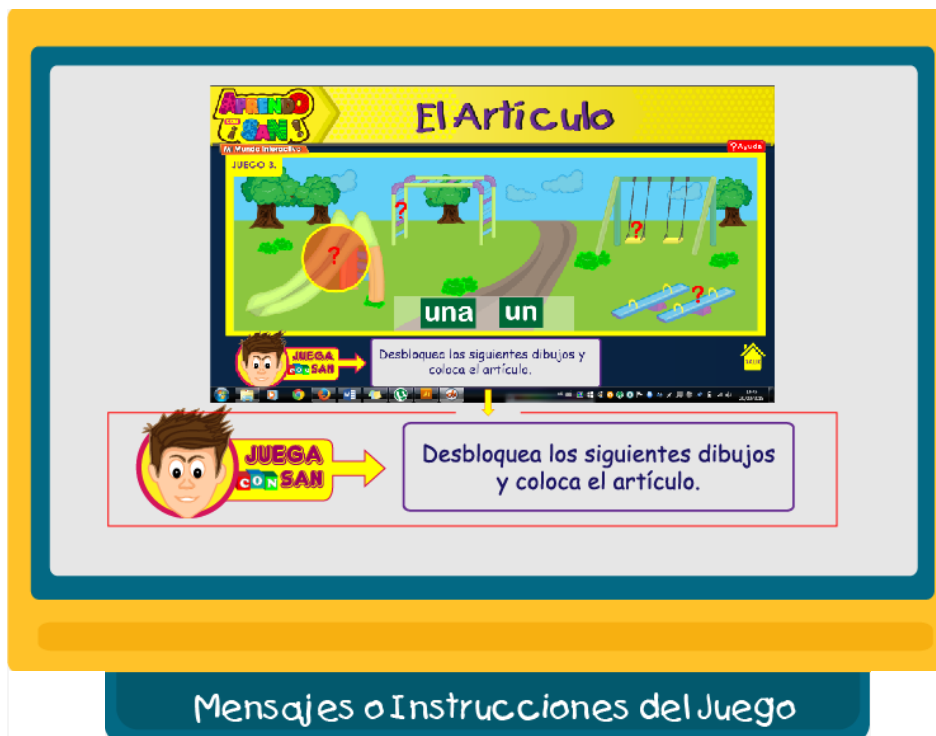 APRENDO
CON
¡SAN!
Mi Mundo Interactivo
El Artículo
?Ayuda
JUEGO 3.
?
?
?
?
una un
JUEGA
CON SAN
Desbloquea los siguientes dibujos y
coloca el artículo.
JUEGA
CON SAN
Desbloquea los siguientes dibujos
y coloca el artículo.
Mensajes o Instrucciones del Juego